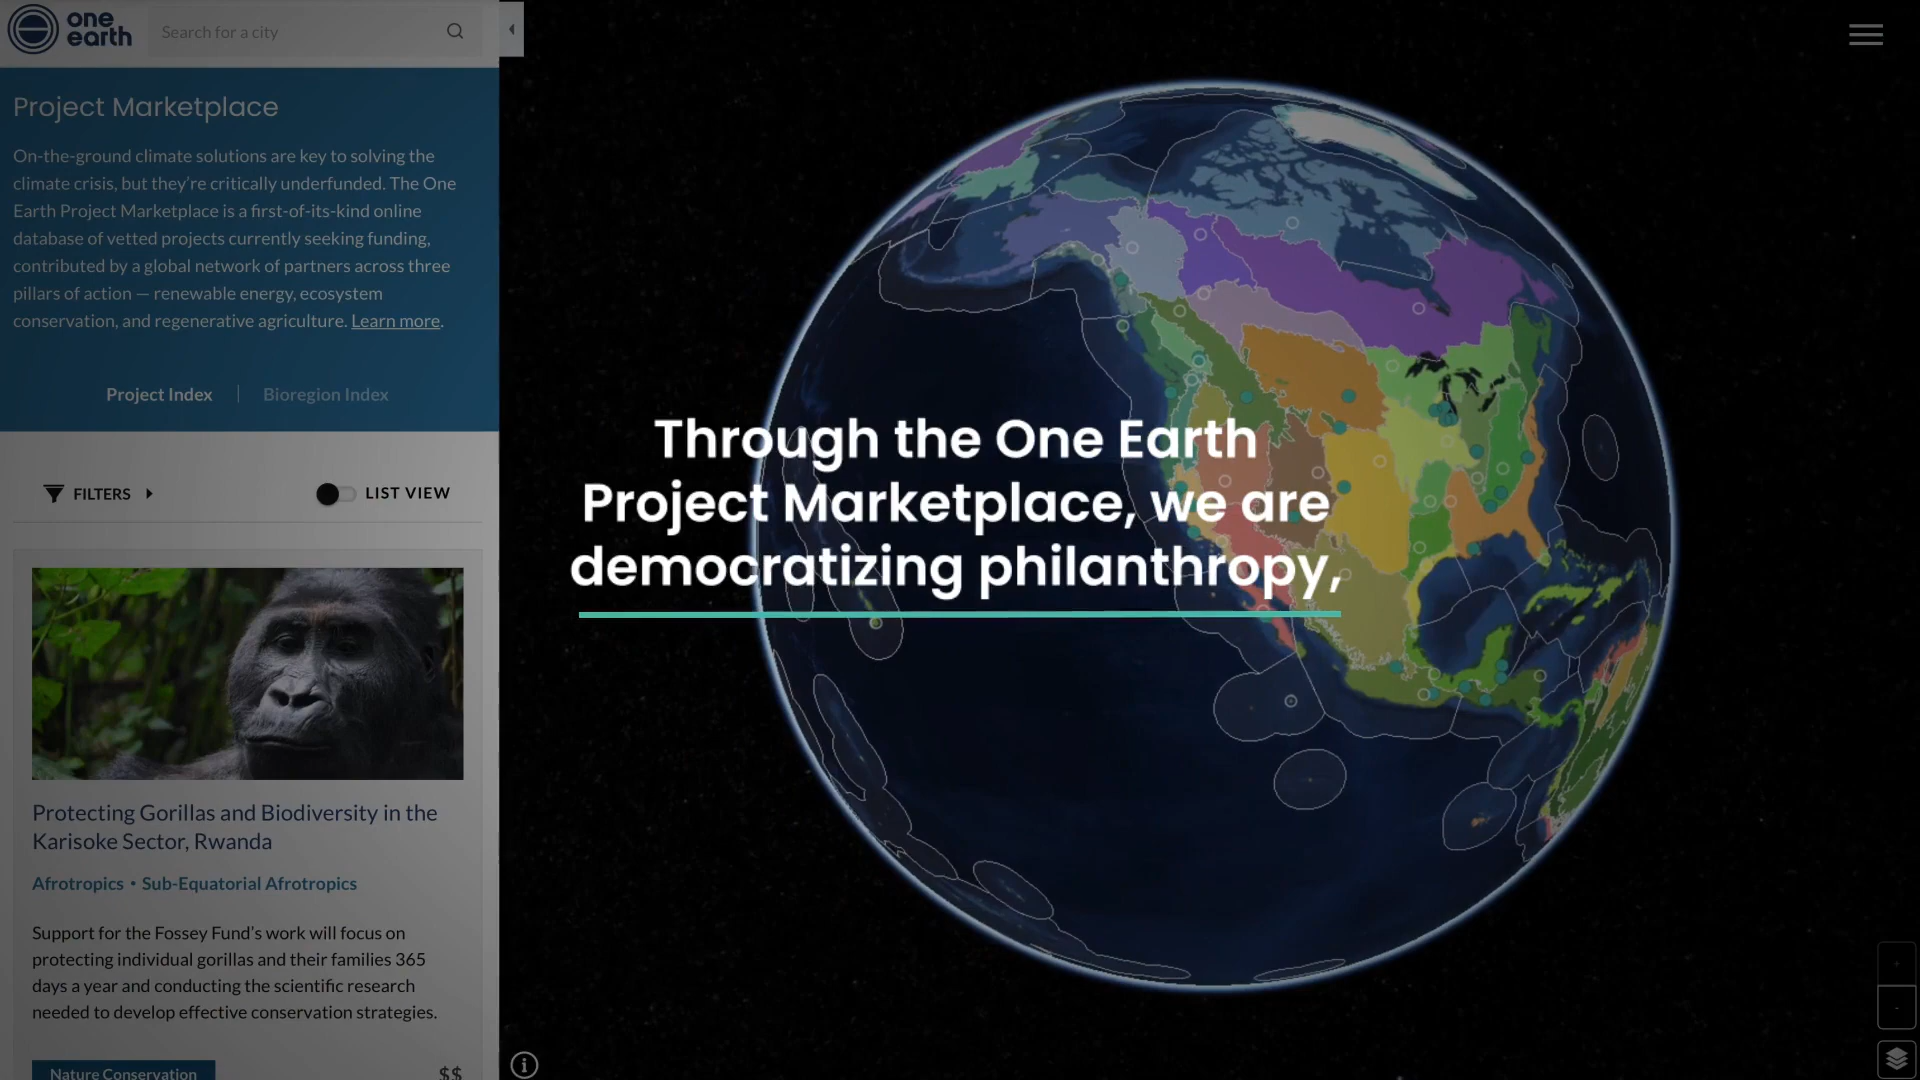 one
earth
Search for a city
Project Marketplace
On-the-ground climate solutions are key to solving the
climate crisis, but they're critically underfunded. The One
Earth Project Marketplace is a first-of-its-kind online
database of vetted projects currently seeking funding,
contributed by a global network of partners across three
pillars of action — renewable energy, ecosystem
conservation, and regenerative agriculture. Learn more.
Project Index
Bioregion Index
FILTERS
LIST VIEW
Protecting Gorillas and Biodiversity in the
Karisoke Sector, Rwanda
Afrotropics • Sub-Equatorial Afrotropics
Support for the Fossey Fund's work will focus on
protecting individual gorillas and their families 365
days a year and conducting the scientific research
needed to develop effective conservation strategies.
Nature Conservation
$$
Through the One Earth
Project Marketplace, we are
democratizing philanthropy,
+
-
i